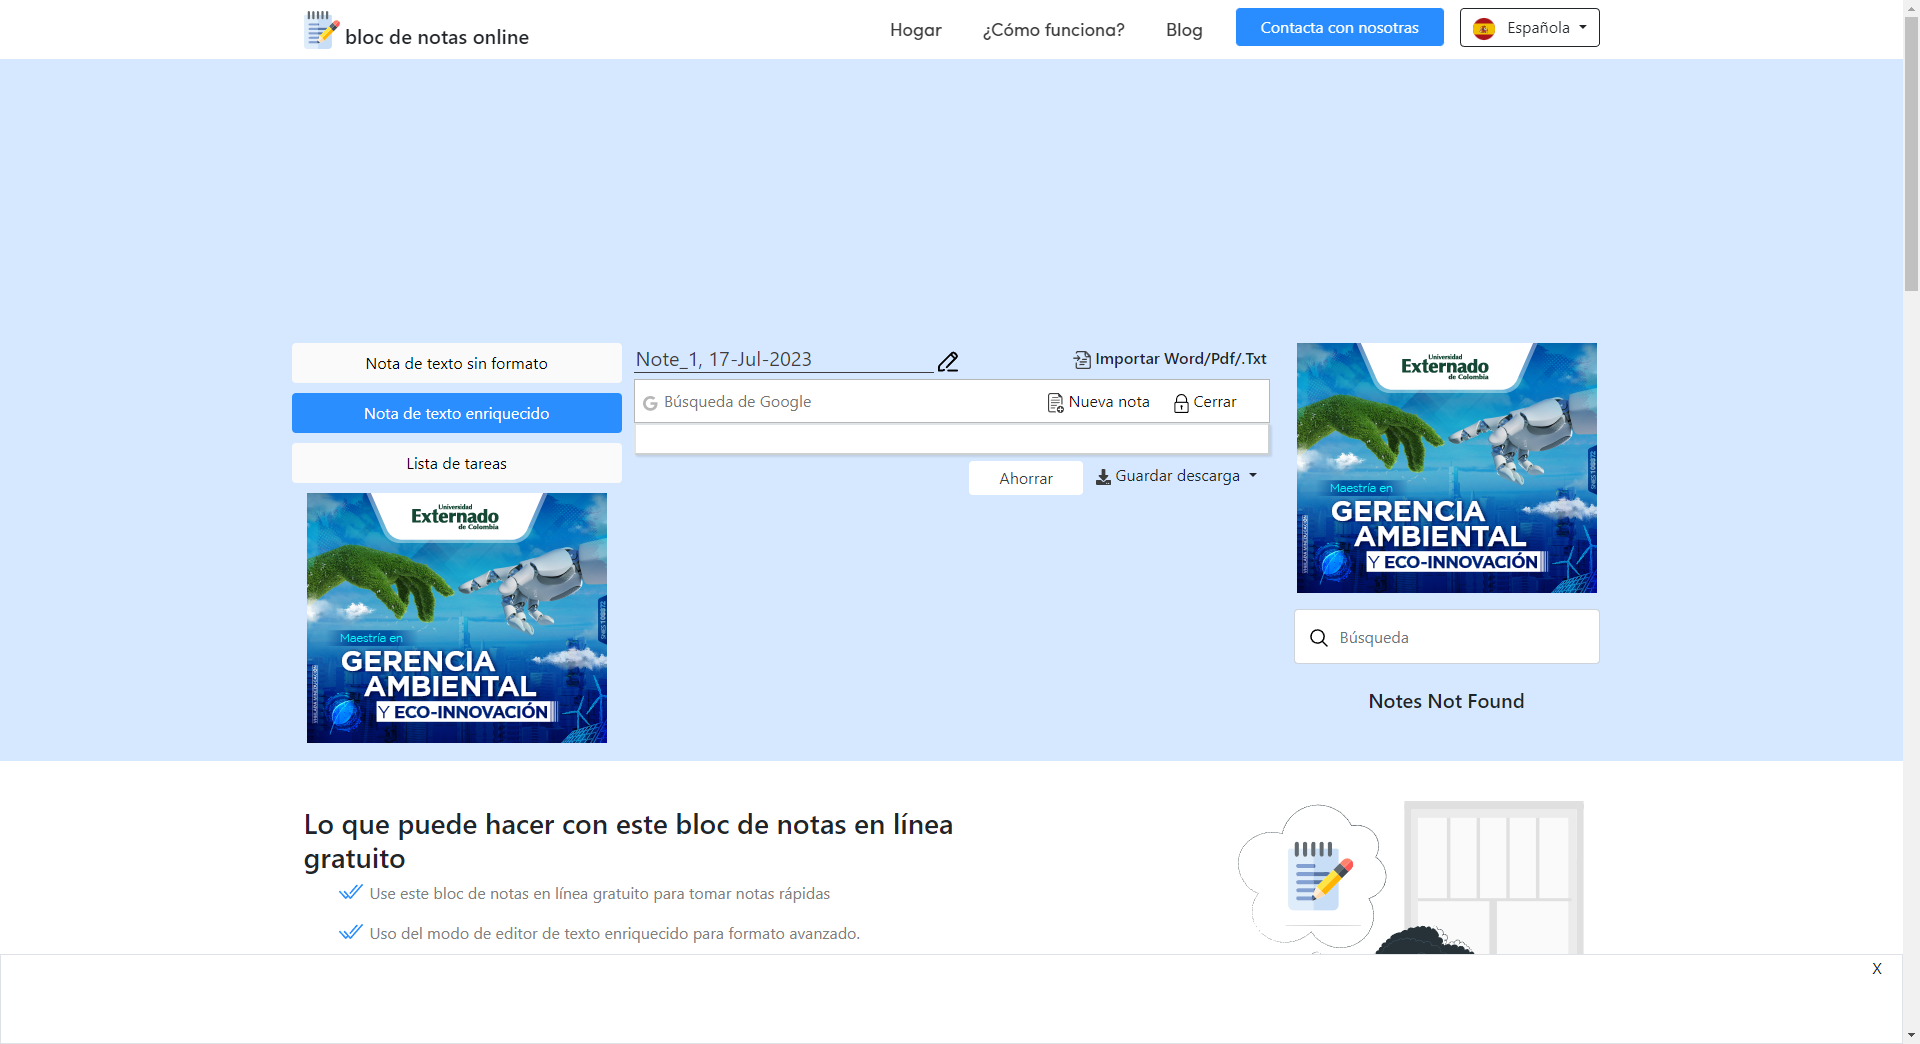 bloc de notas online
Hogar
¿Cómo funciona?
Blog
Contacta con nosotras
Española
Nota de texto sin formato
Nota de texto enriquecido
Lista de tareas
Universidad
Externado
de Colombia
Maestría en
GERENCIA
AMBIENTAL
Y ECO-INNOVACIÓN
Note_1, 17-Jul-2023
Importar Word/Pdf/.Txt
Búsqueda de Google
Nueva nota
Cerrar
Ahorrar
Guardar descarga
Universidad
Externado
de Colombia
Maestría en
GERENCIA
AMBIENTAL
Y ECO-INNOVACIÓN
Búsqueda
Notes Not Found
Lo que puede hacer con este bloc de notas en línea
gratuito
Use este bloc de notas en línea gratuito para tomar notas rápidas
Uso del modo de editor de texto enriquecido para formato avanzado.
X